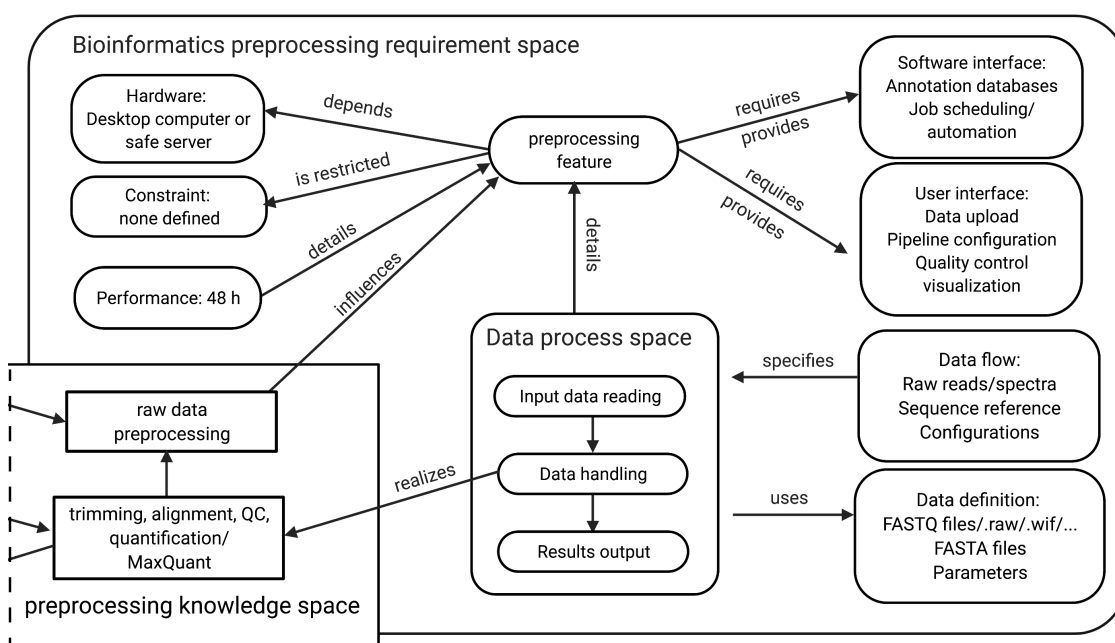 Bioinformatics preprocessing requirement space
Hardware:
Desktop computer or
safe server
depends
Constraint:
none defined
is restricted
Performance: 48 h
details
influences
preprocessing
feature
requires
provides
Software interface:
Annotation databases
Job scheduling/
automation
requires
provides
User interface:
Data upload
Pipeline configuration
Quality control
visualization
details
Data process space
Input data reading
Data handling
Results output
specifies
Data flow:
Raw reads/spectra
Sequence reference
Configurations
uses
Data definition:
FASTQ files/.raw/.wif/...
FASTA files
Parameters
realizes
raw data
preprocessing
trimming, alignment, QC,
quantification/
MaxQuant
preprocessing knowledge space